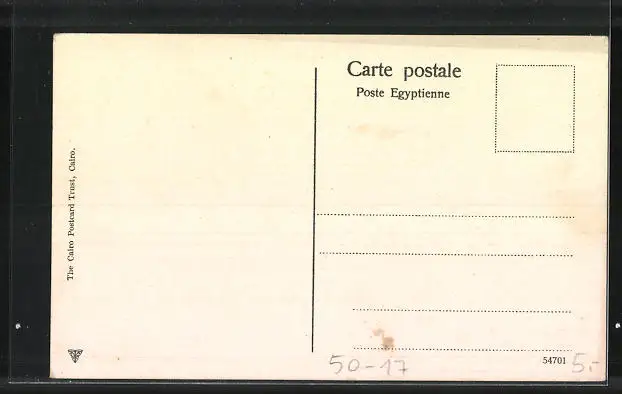 Carte postale
Poste Egyptienne
The Cairo Postcard Trust, Cairo.
54701
50-17
5.-